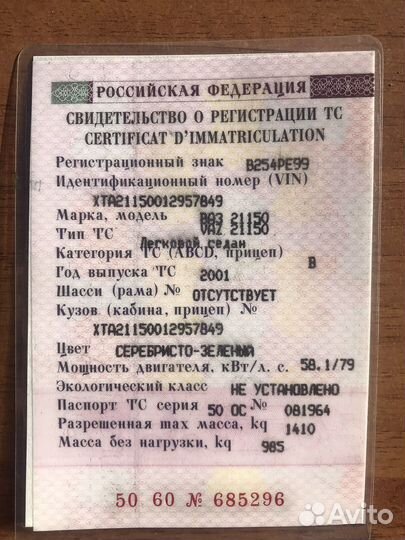 РОССИЙСКАЯ ФЕДЕРАЦИЯ
СВИДЕТЕЛЬСТВО О РЕГИСТРАЦИИ ТС
CERTIFICAT D'IMMATRICULATION
Регистрационный знак В254РЕ99
Идентификационный номер (VIN)
XTA21150012957849
Марка, модель ВАЗ 21150
VAZ 21150
Тип ТС Легковой седан
Категория ТС (ABCD, прицеп) B
Год выпуска ТС 2001
Шасси (рама) № ОТСУТСТВУЕТ
Кузов (кабина, прицеп) №
XTA21150012957849
Цвет СЕРЕБРИСТО-ЗЕЛЕНЫЙ
Мощность двигателя, кВт/л. с. 58.1/79
Экологический класс НЕ УСТАНОВЛЕНО
Паспорт ТС серия 50 ОС № 081964
Разрешенная max масса, kg 1410
Масса без нагрузки, kg 985
50 60 № 685296
Avito